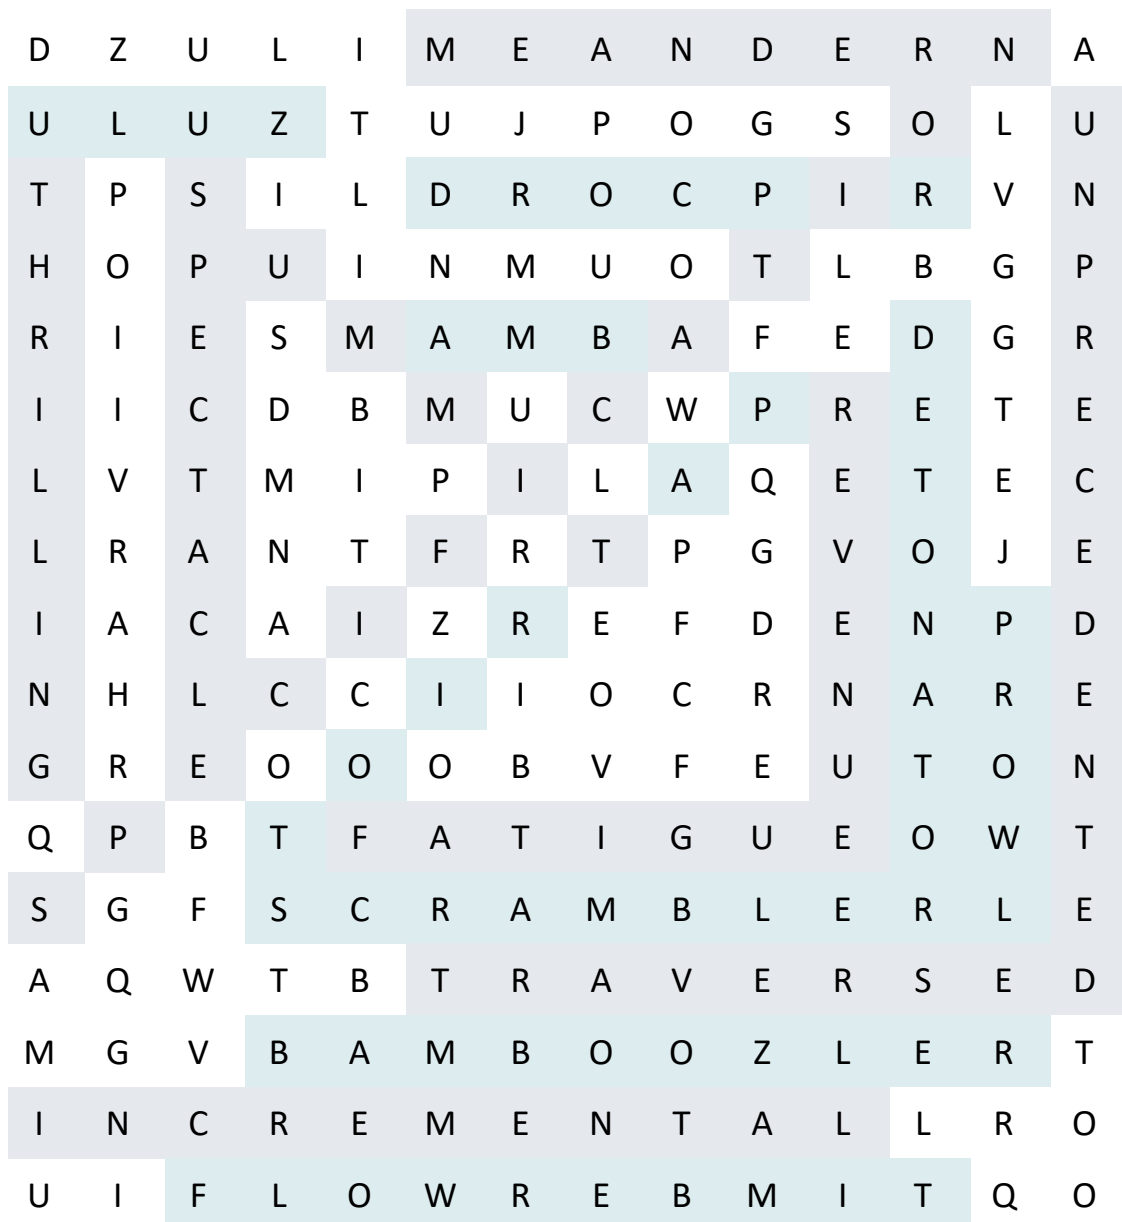 D Z U L I M E A N D E R N A
U L U Z T U J P O G S O L U
T P S I L D R O C P I R V N
H O P U I N M U O T L B G P
R I E S M A M B A F E D G R
I I C D B M U C W P R E T E
L V T M I P I L A Q E T E C
L R A N T F R T P G V O J E
I A C A I Z R E F D E N P D
N H L C C I I O C R N A R E
G R E O O O B V F E U T O N
Q P B T F A T I G U E O W T
S G F S C R A M B L E R L E
A Q W T B T R A V E R S E D
M G V B A M B O O Z L E R T
I N C R E M E N T A L L R O
U I F L O W R E B M I T Q O